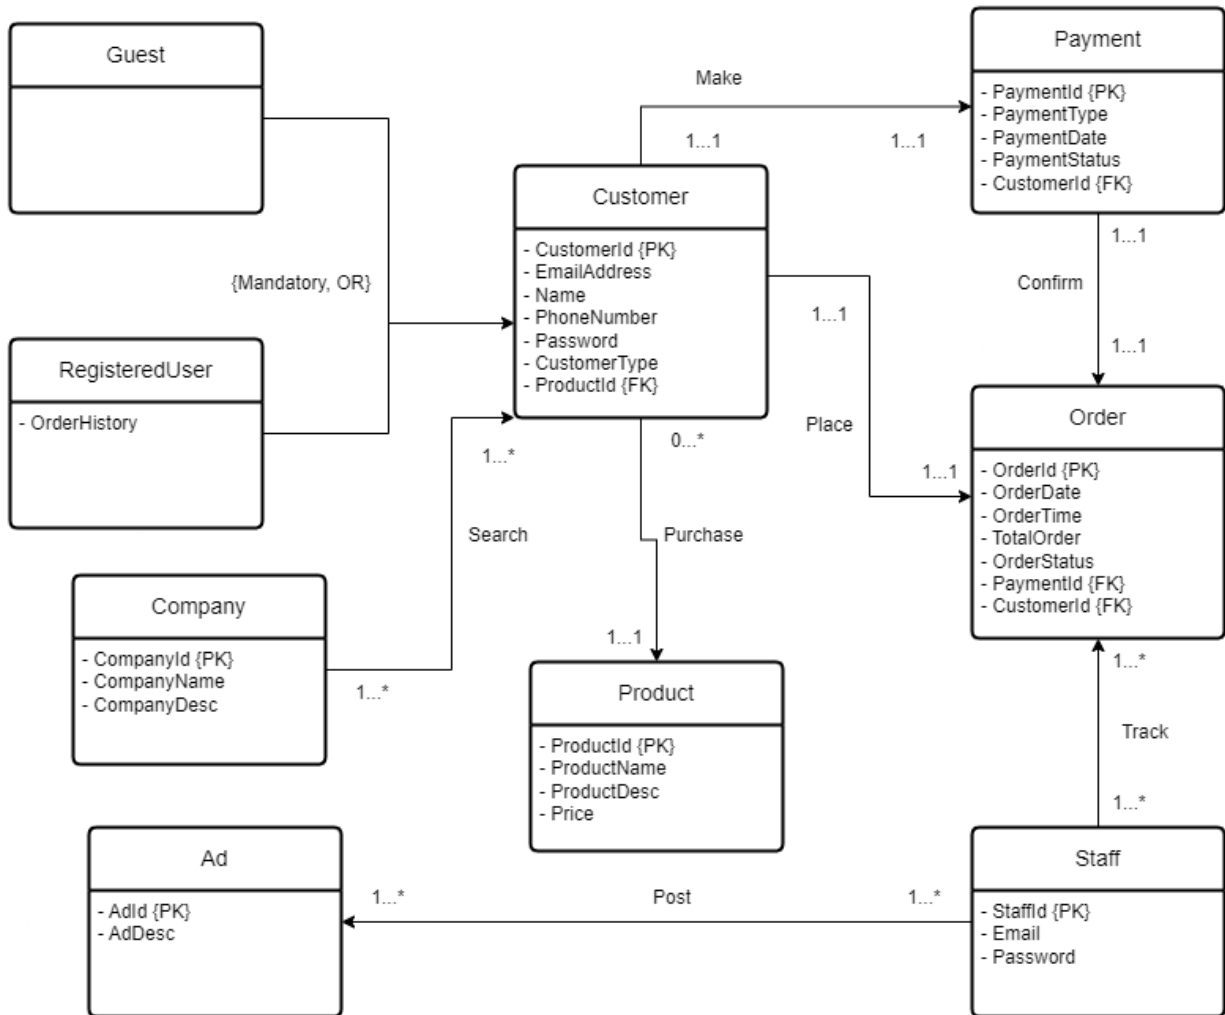 Guest
Payment
- PaymentId {PK}
- PaymentType
- PaymentDate
- PaymentStatus
- CustomerId {FK}
Make
1...1
1...1
Customer
- CustomerId {PK}
- EmailAddress
- Name
- PhoneNumber
- Password
- CustomerType
- ProductId {FK}
{Mandatory, OR}
1...1
Confirm
1...1
1...1
RegisteredUser
- OrderHistory
Place
1...1
Order
- OrderId {PK}
- OrderDate
- OrderTime
- TotalOrder
- OrderStatus
- PaymentId {FK}
- CustomerId {FK}
1...*
0...*
Search
Purchase
Company
- CompanyId {PK}
- CompanyName
- CompanyDesc
1...*
1...1
Product
- ProductId {PK}
- ProductName
- ProductDesc
- Price
1...*
Track
1...*
Ad
- AdId {PK}
- AdDesc
1...*
Post
1...*
Staff
- StaffId {PK}
- Email
- Password